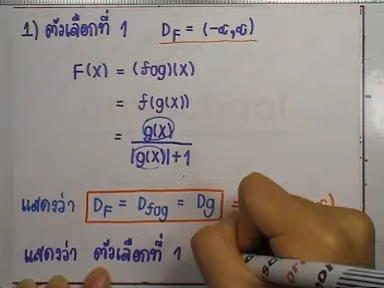 1) ตัวเลือกที่ 1 D_F = (-∞,∞)
F(x) = (fog)(x)
= f(g(x))
= g(x) / |g(x)|+1
แสดงว่า D_F = D_fog = D_g =
แสดงว่า ตัวเลือกที่ 1